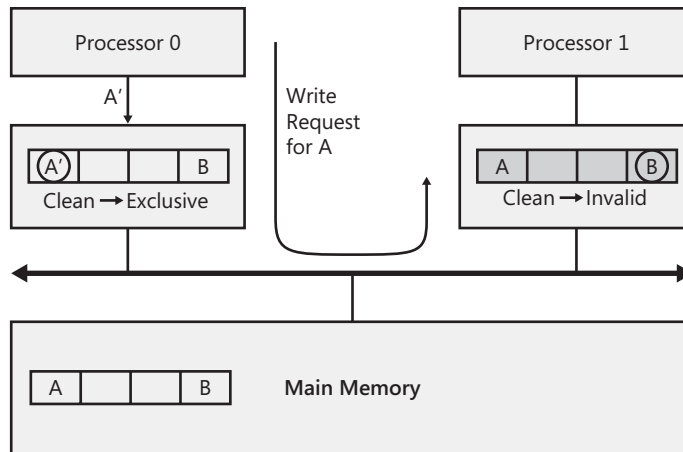 Processor 0
Processor 1
A’
Write
Request
for A
A’
B
Clean → Exclusive
A
B
Clean → Invalid
A
B
Main Memory